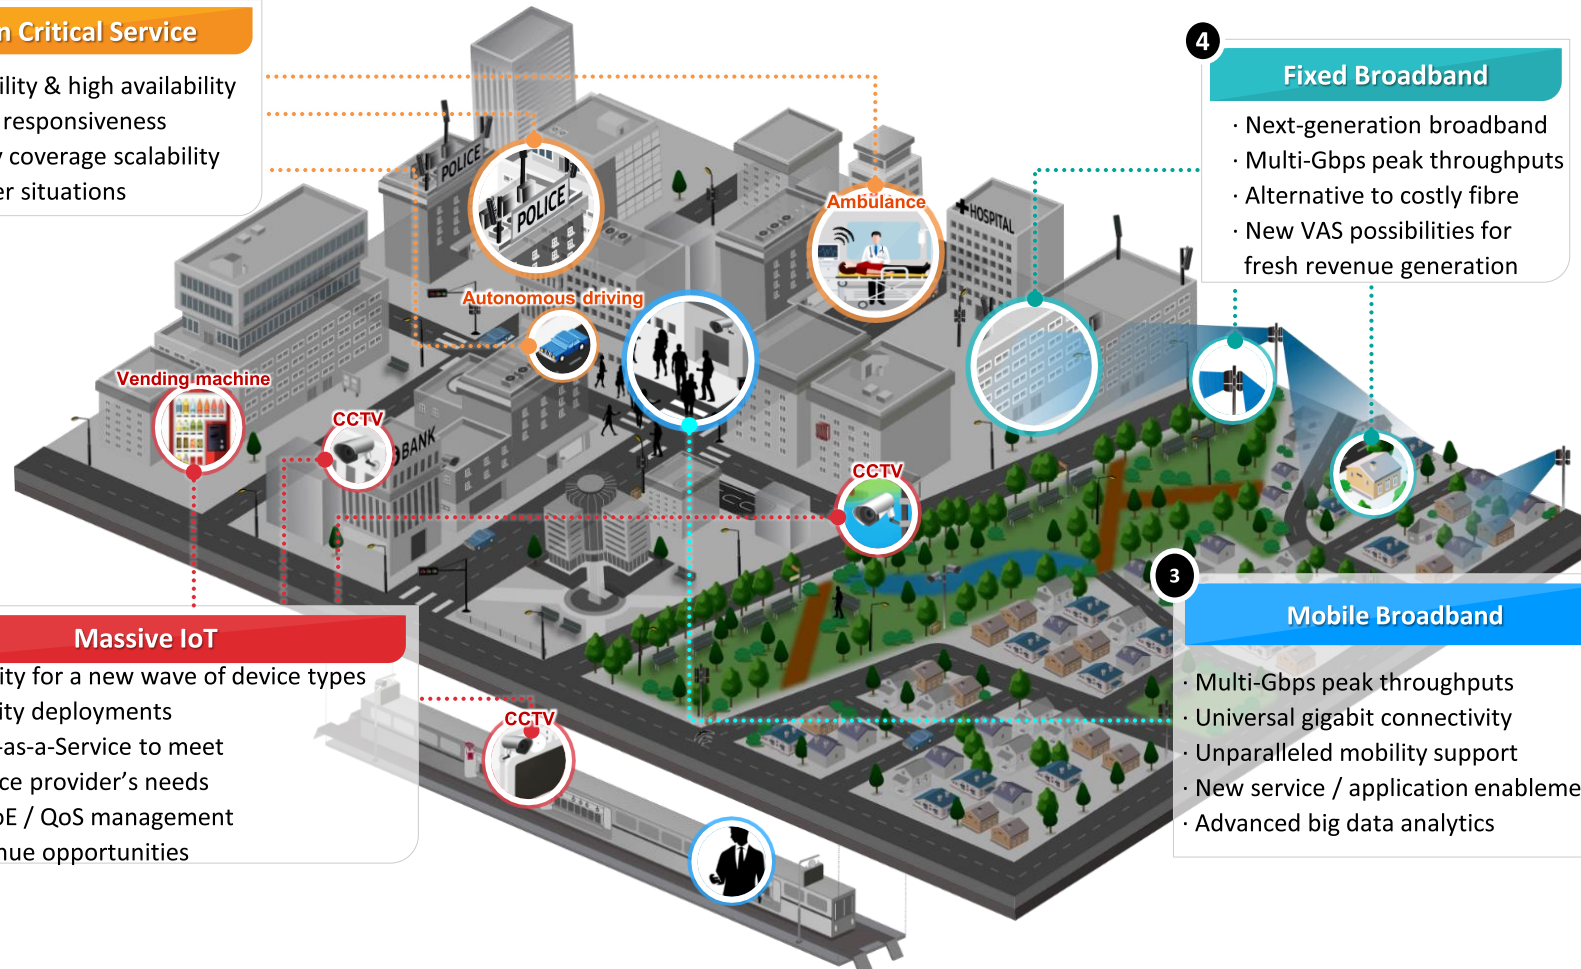 n Critical Service
ility & high availability
responsiveness
y coverage scalability
er situations
4
Fixed Broadband
· Next-generation broadband
· Multi-Gbps peak throughputs
· Alternative to costly fibre
· New VAS possibilities for
fresh revenue generation
POLICE
POLICE
Ambulance
HOSPITAL
Autonomous driving
Vending machine
CCTV
BANK
CCTV
3
Mobile Broadband
· Multi-Gbps peak throughputs
· Universal gigabit connectivity
· Unparalleled mobility support
· New service / application enableme
· Advanced big data analytics
Massive IoT
ity for a new wave of device types
ity deployments
-as-a-Service to meet
ce provider's needs
oE / QoS management
nue opportunities
CCTV